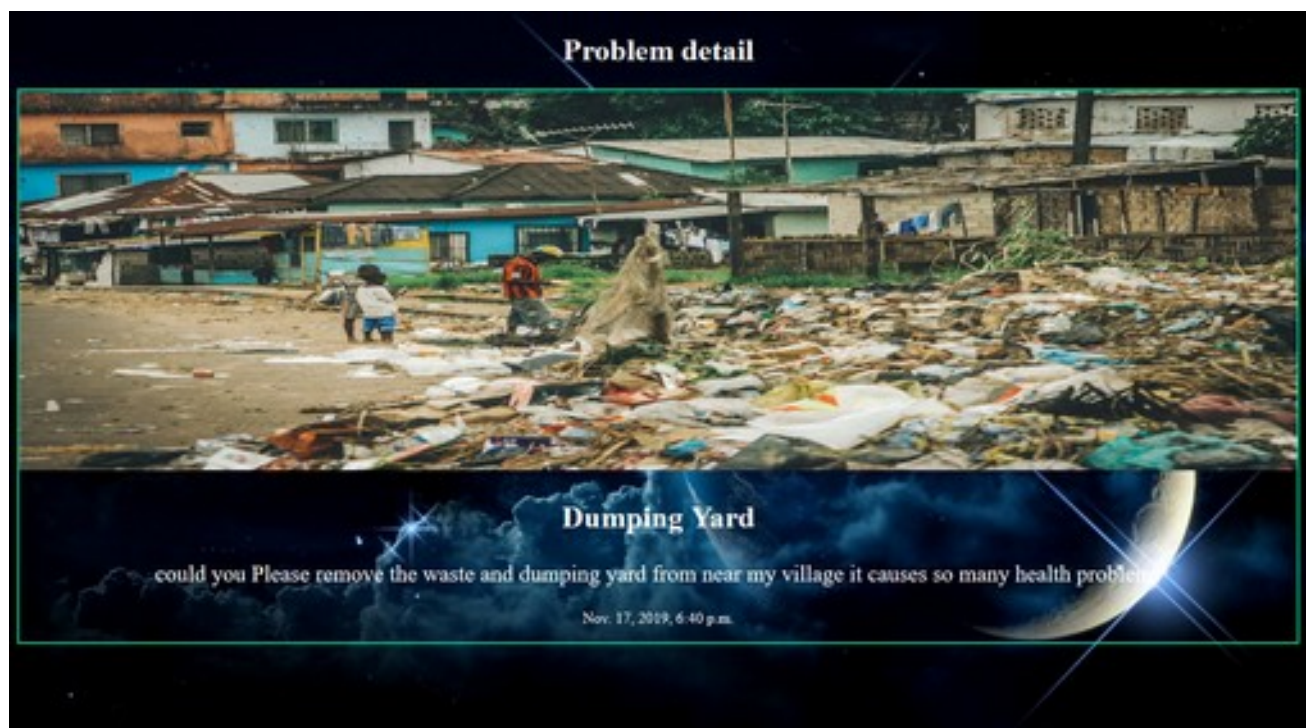 Problem detail
Dumping Yard
could you Please remove the waste and dumping yard from near my village it causes so many health problem
Nov. 17, 2019, 6:40 p.m.